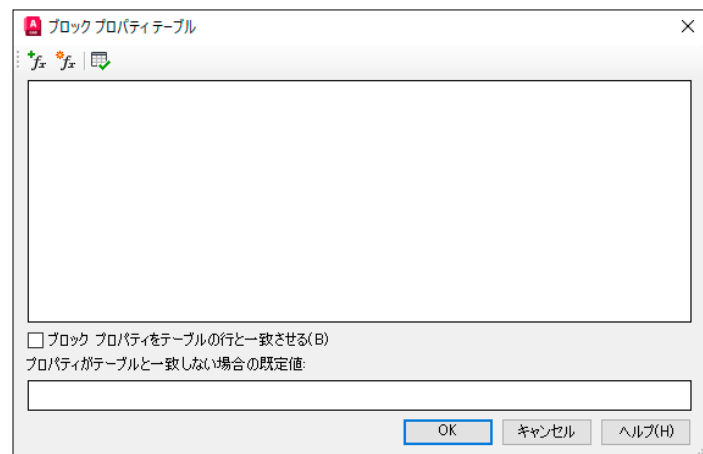 ブロック プロパティ テーブル
fx fx
ブロック プロパティをテーブルの行と一致させる(B)
プロパティがテーブルと一致しない場合の既定値:
OK キャンセル ヘルプ(H)